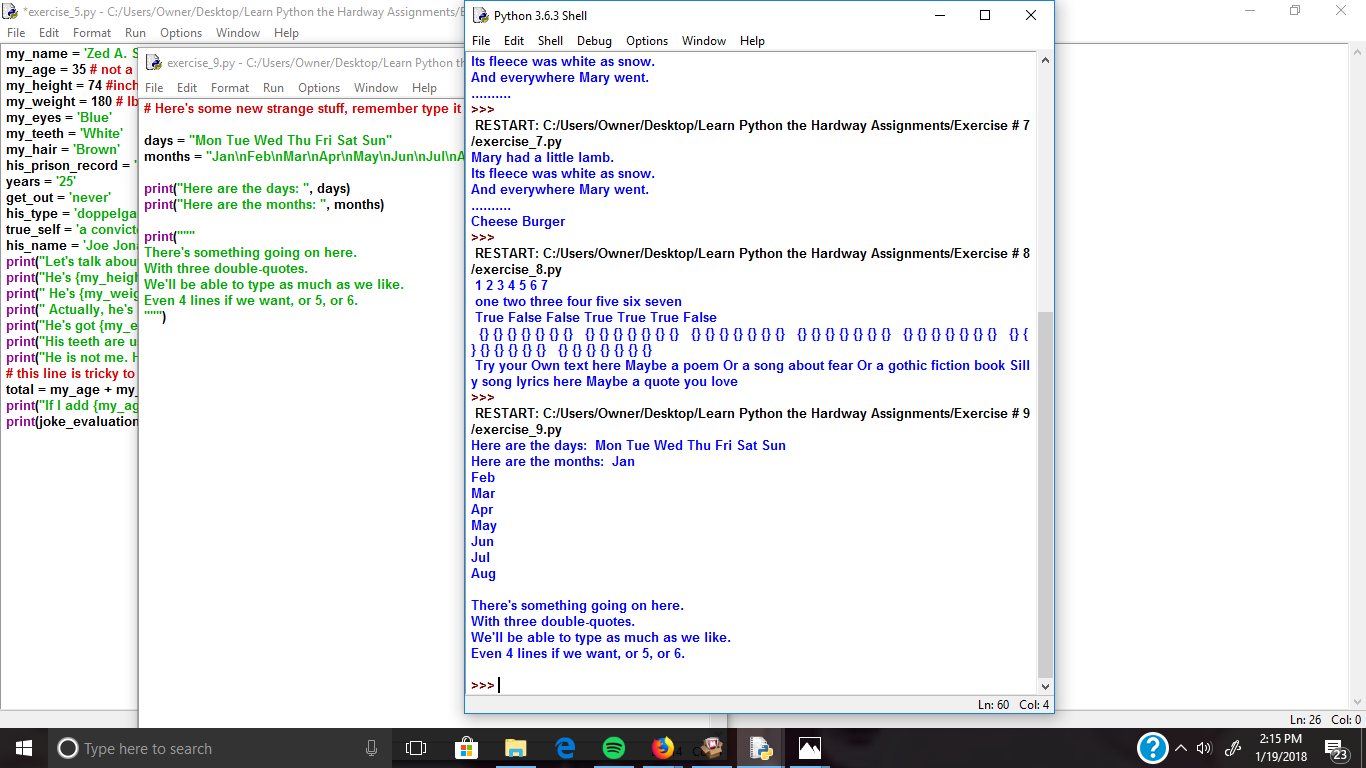 *exercise_5.py - C:/Users/Owner/Desktop/Learn Python the Hardway Assignments/E
File Edit Format Run Options Window Help
my_name = 'Zed A. S
my_age = 35 # not a
my_height = 74 #inch
my_weight = 180 # lb
my_eyes = 'Blue'
my_teeth = 'White'
my_hair = 'Brown'
his_prison_record = '
years = '25'
get_out = 'never'
his_type = 'doppelga
true_self = 'a convict
his_name = 'Joe Jon
print("Let's talk abou
print("He's {my_heigh
print(" He's {my_weig
print(" Actually, he's
print("He's got {my_e
print("His teeth are u
print("He is not me. H
# this line is tricky to
total = my_age + my_
print("If I add {my_ag
print(joke_evaluation
exercise_9.py - C:/Users/Owner/Desktop/Learn Python th
File Edit Format Run Options Window Help
# Here's some new strange stuff, remember type it
days = "Mon Tue Wed Thu Fri Sat Sun"
months = "Jan\nFeb\nMar\nApr\nMay\nJun\nJul\nA
print("Here are the days: ", days)
print("Here are the months: ", months)
print("""
There's something going on here.
With three double-quotes.
We'll be able to type as much as we like.
Even 4 lines if we want, or 5, or 6.
""")
Python 3.6.3 Shell
File Edit Shell Debug Options Window Help
Its fleece was white as snow.
And everywhere Mary went.
..........
>>>
RESTART: C:/Users/Owner/Desktop/Learn Python the Hardway Assignments/Exercise # 7
/exercise_7.py
Mary had a little lamb.
Its fleece was white as snow.
And everywhere Mary went.
..........
Cheese Burger
>>>
RESTART: C:/Users/Owner/Desktop/Learn Python the Hardway Assignments/Exercise # 8
/exercise_8.py
1 2 3 4 5 6 7
one two three four five six seven
True False False True True True False
{} {} {} {} {} {} {} {} {} {} {} {} {} {} {} {} {} {} {} {} {} {} {} {} {} {} {} {} {} {} {} {} {} {} {} {} {
} {} {} {} {} {} {} {} {} {} {} {} {}
Try your Own text here Maybe a poem Or a song about fear Or a gothic fiction book Sill
y song lyrics here Maybe a quote you love
>>>
RESTART: C:/Users/Owner/Desktop/Learn Python the Hardway Assignments/Exercise # 9
/exercise_9.py
Here are the days: Mon Tue Wed Thu Fri Sat Sun
Here are the months: Jan
Feb
Mar
Apr
May
Jun
Jul
Aug
There's something going on here.
With three double-quotes.
We'll be able to type as much as we like.
Even 4 lines if we want, or 5, or 6.
>>>
Ln: 60 Col: 4
Ln: 26 Col: 0
Type here to search
2:15 PM
1/19/2018
23